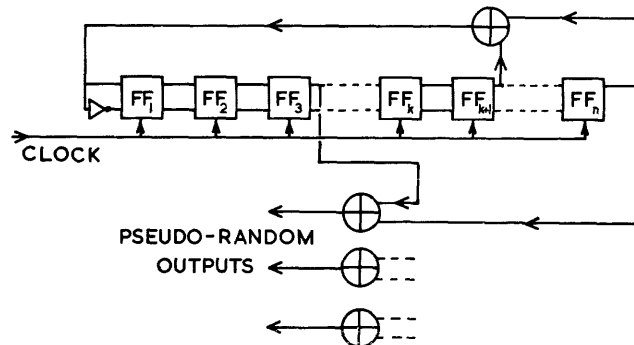 FF1 FF2 FF3 FFk FFk+1 FFn
CLOCK
PSEUDO-RANDOM
OUTPUTS